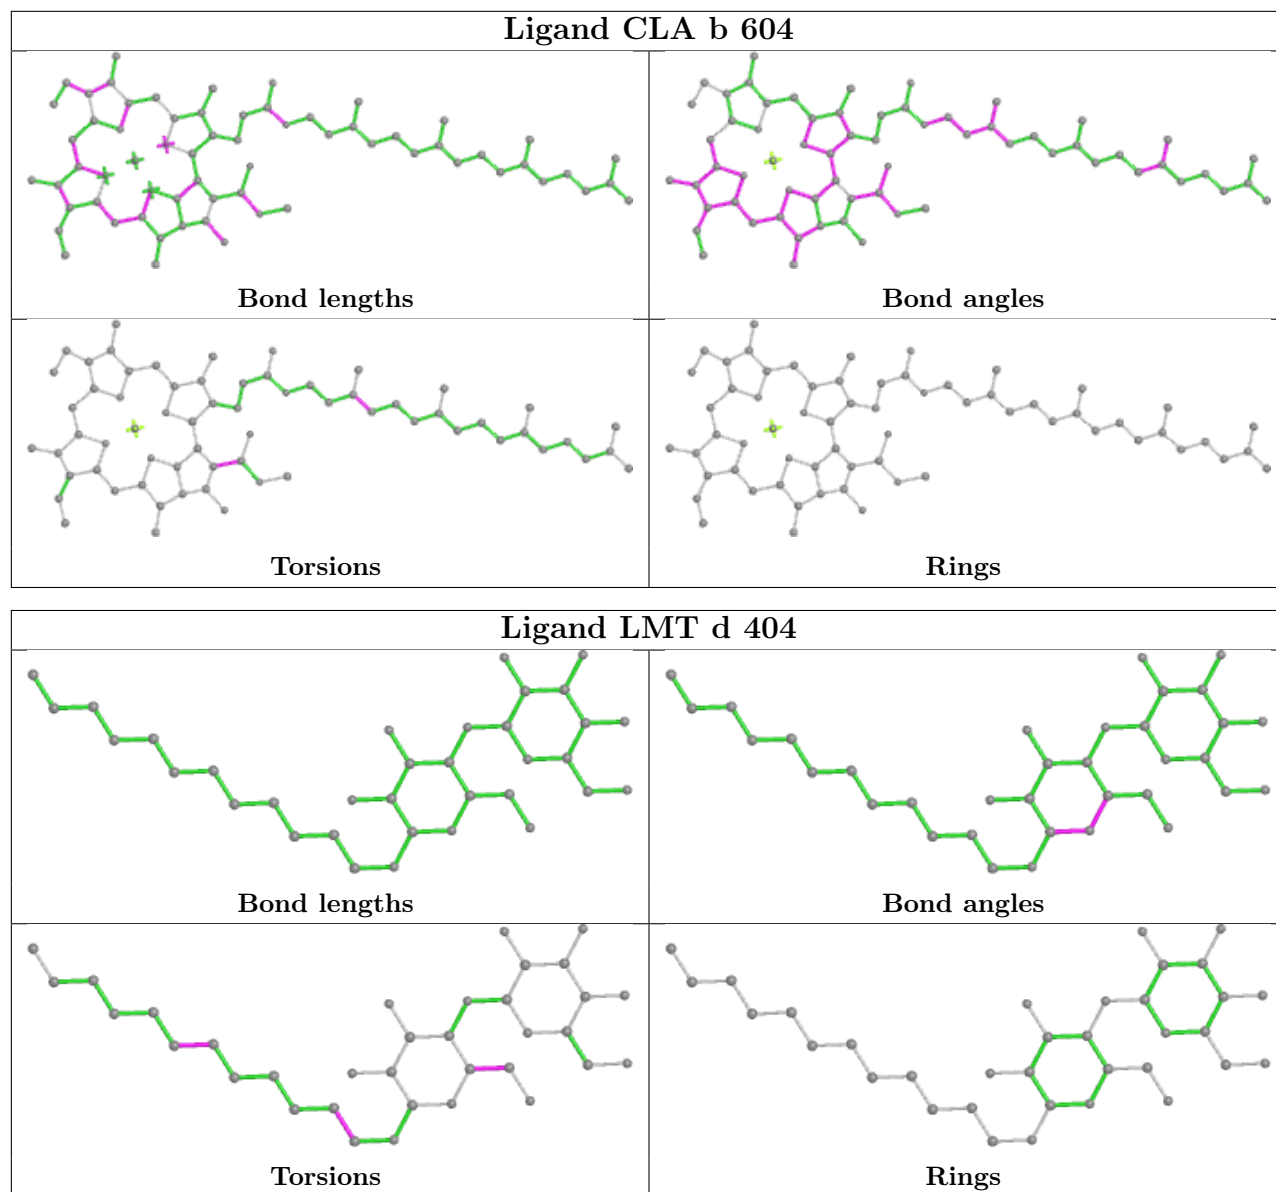 Ligand CLA b 604
Bond lengths
Bond angles
Torsions
Rings
Ligand LMT d 404
Bond lengths
Bond angles
Torsions
Rings